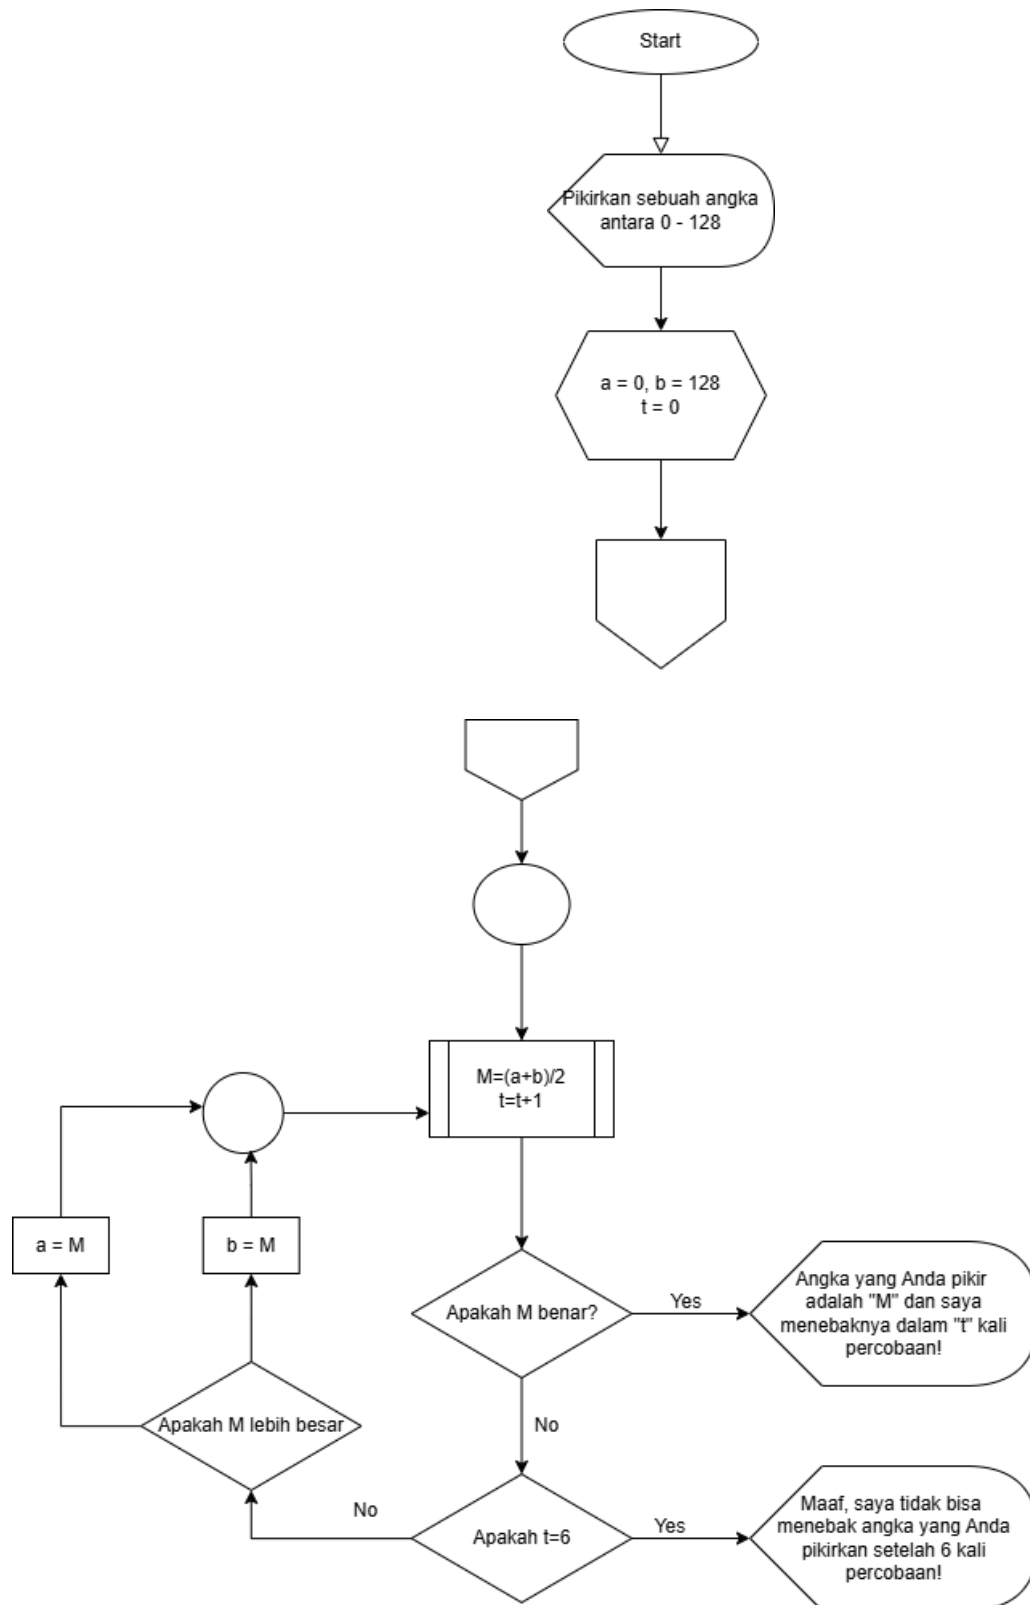 Start
Pikirkan sebuah angka
antara 0 - 128
a = 0, b = 128
t = 0
M=(a+b)/2
t=t+1
a = M
b = M
Apakah M benar?
Yes
Angka yang Anda pikir
adalah "M" dan saya
menebaknya dalam "t" kali
percobaan!
No
Apakah M lebih besar
No
Apakah t=6
Yes
Maaf, saya tidak bisa
menebak angka yang Anda
pikirkan setelah 6 kali
percobaan!